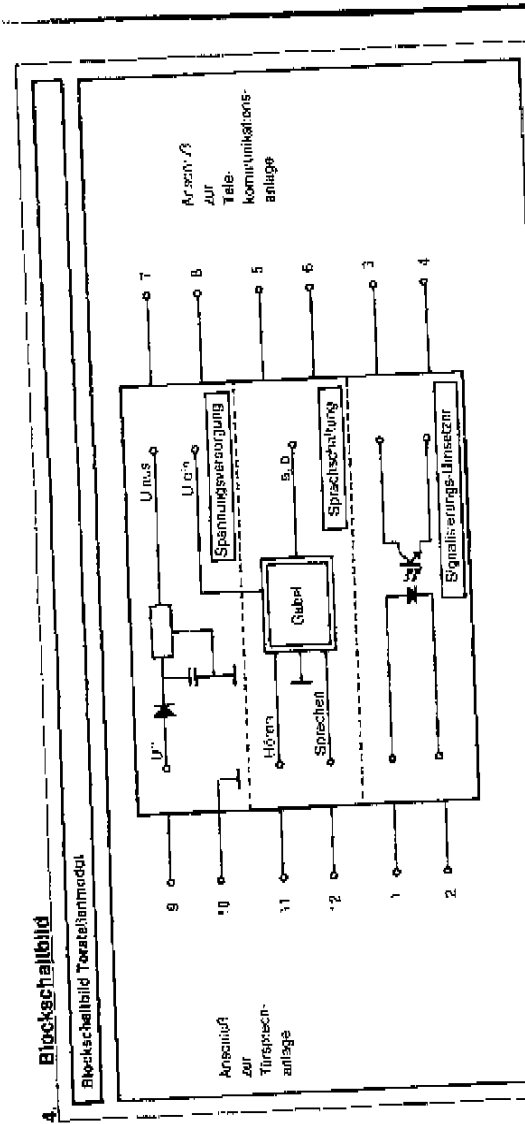 4. Blockschaltbild
Blockschaltbild Torstellenmodul
Anschluß
zur
Türsprech-
anlage
9
10
11
12
1
2
U~
U aus
U ein
Spannungsversorgung
Hören
Sprechen
Gabel
a, b
Sprachschaltung
Signalisierungs-Umsetzer
7
8
5
6
3
4
Anschluß
zur
Tele-
kommunikations-
anlage